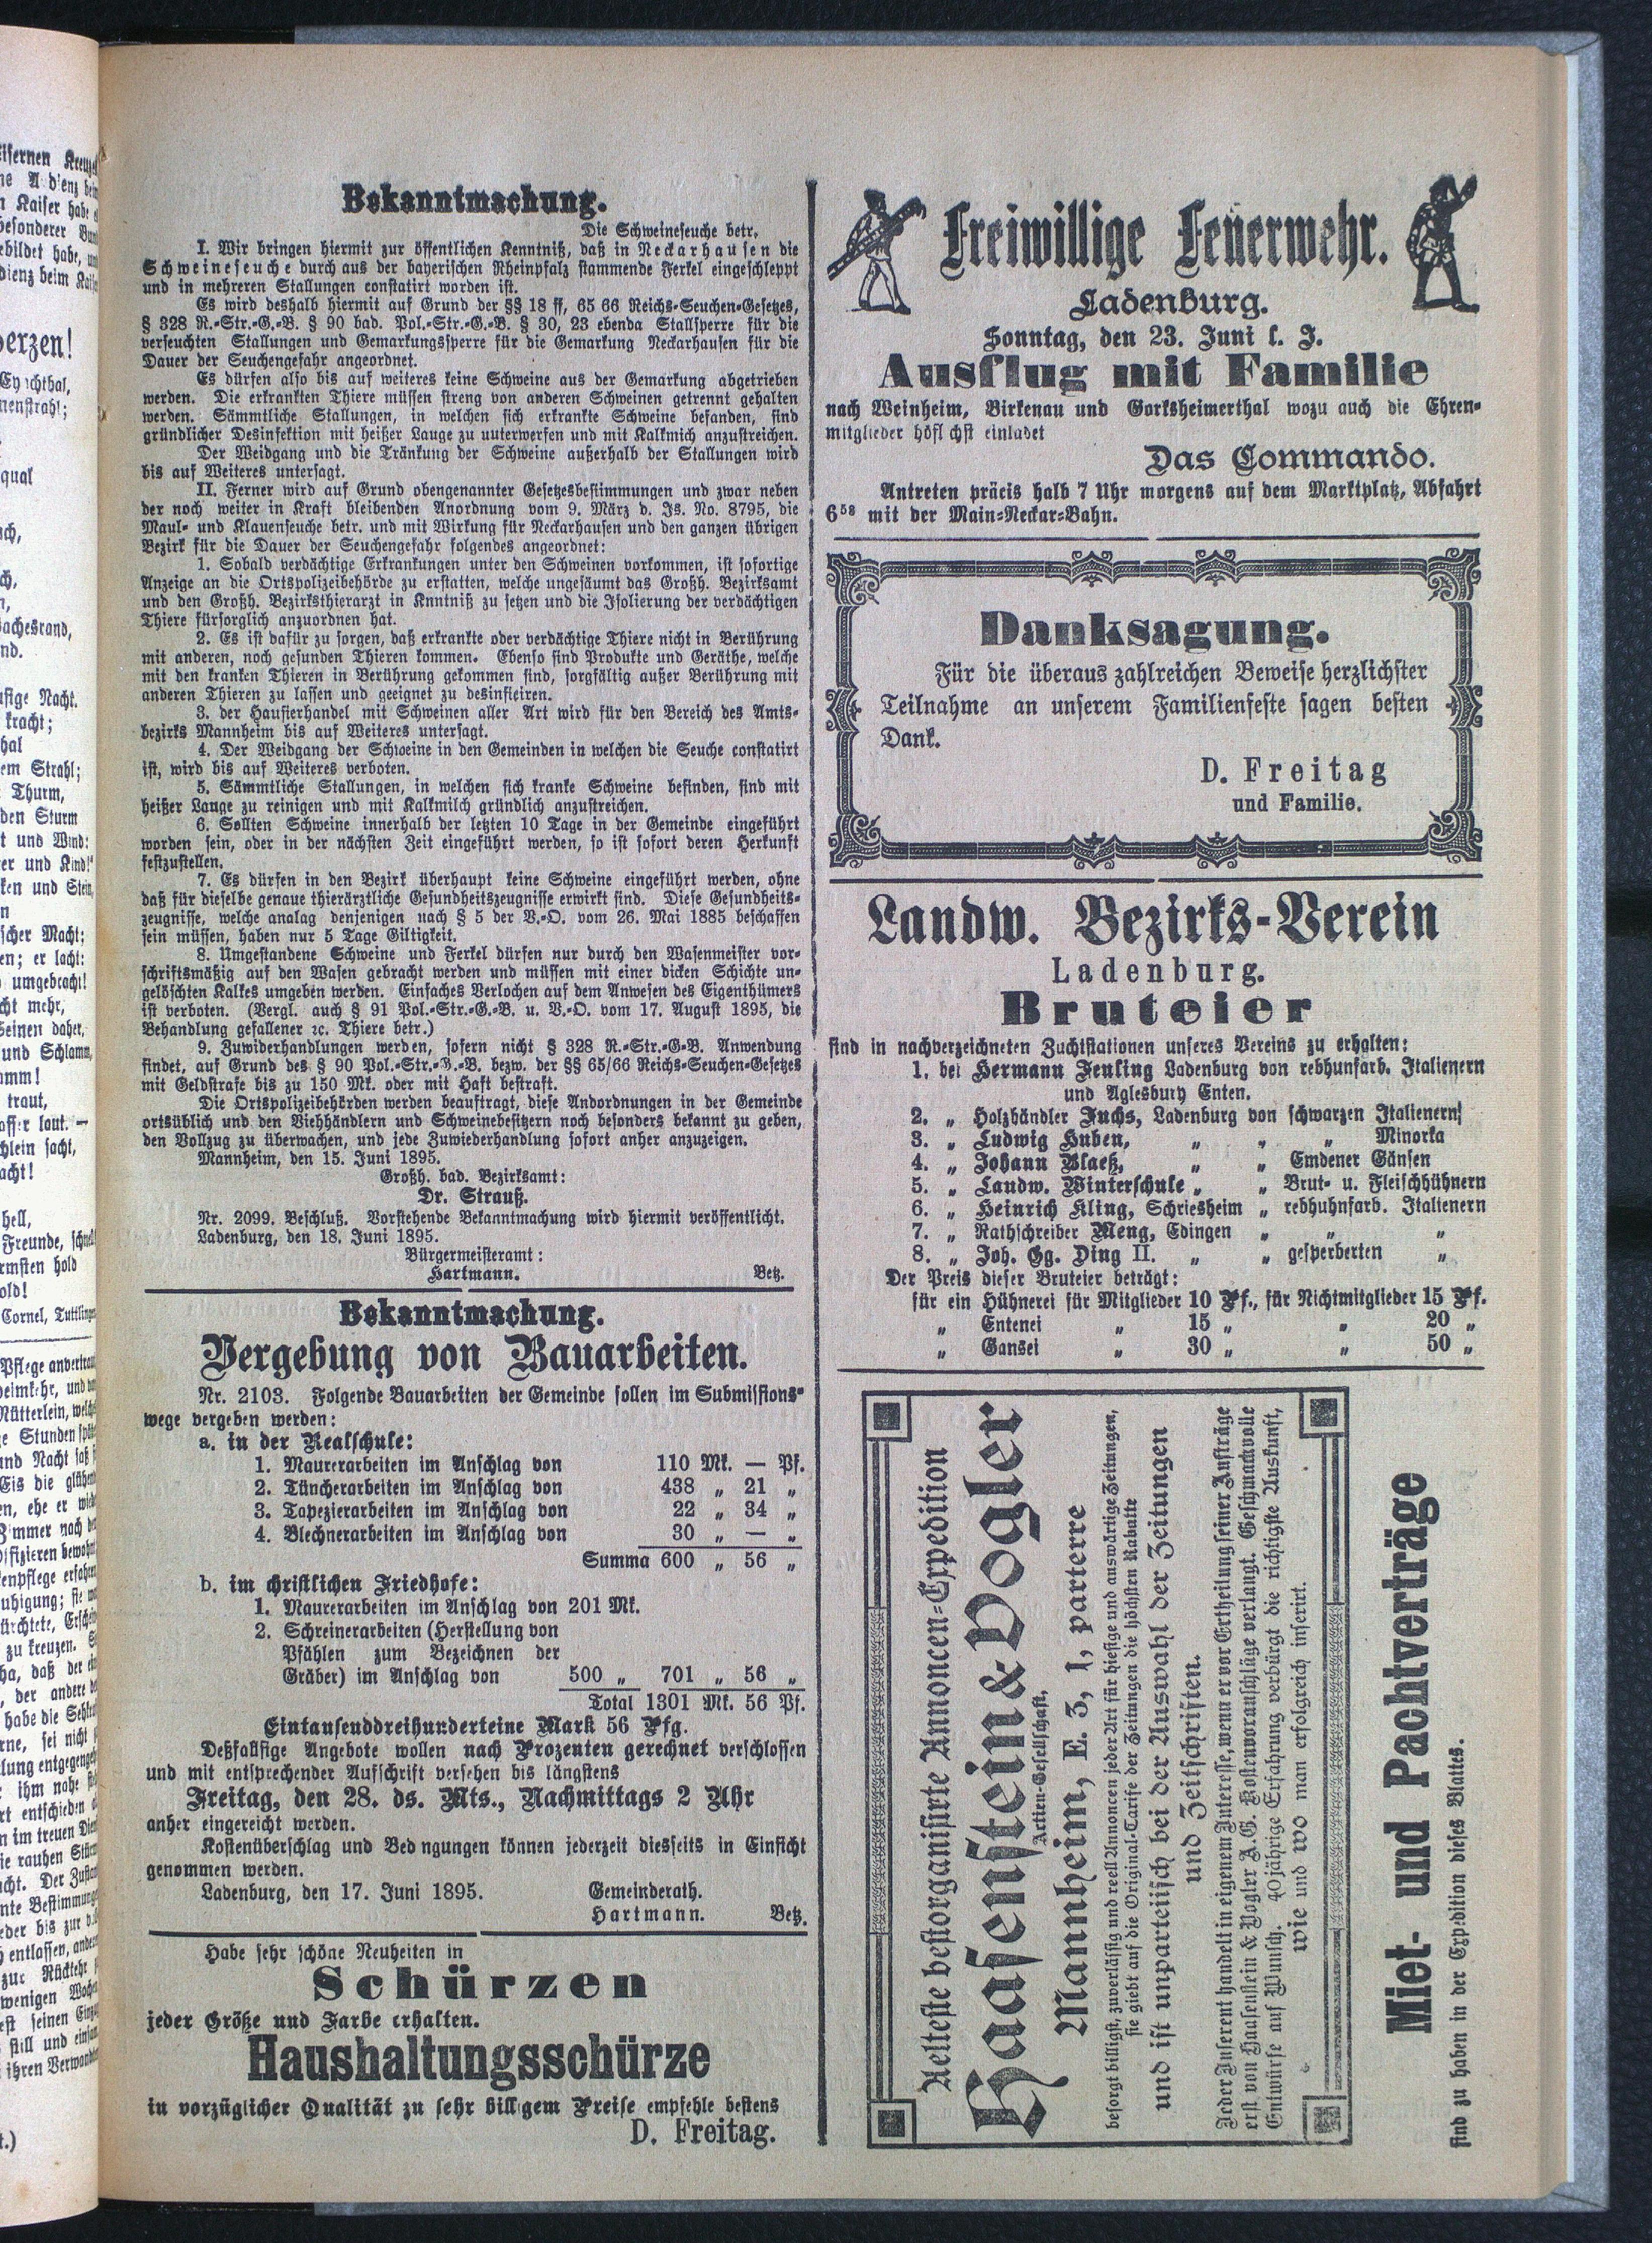 Bekanntmachung.
Die Schweineseuche betr.
I. Wir bringen hiermit zur öffentlichen Kenntniß, daß in Neckarhausen die
Schweineseuche durch aus der bayerischen Rheinpfalz stammende Ferkel eingeschleppt
und in mehreren Stallungen constatirt worden ist.
Es wird deshalb hiermit auf Grund der §§ 18 ff, 65 66 Reichs-Seuchen-Gesetzes,
§ 328 R.-Str.-G.-B. § 90 bad. Pol.-Str.-G.-B. § 30, 23 ebenda Stallsperre für die
verseuchten Stallungen und Gemarkungssperre für die Gemarkung Neckarhausen für die
Dauer der Seuchengefahr angeordnet.
Es dürfen also bis auf weiteres keine Schweine aus der Gemarkung abgetrieben
werden. Die erkrankten Thiere müssen streng von anderen Schweinen getrennt gehalten
werden. Sämmtliche Stallungen, in welchen sich erkrankte Schweine befanden, sind
gründlicher Desinfektion mit heißer Lauge zu unterwerfen und mit Kalkmich anzustreichen.
Der Weidgang und die Tränkung der Schweine außerhalb der Stallungen wird
bis auf Weiteres untersagt.
II. Ferner wird auf Grund obengenannter Gesetzesbestimmungen und zwar neben
der noch weiter in Kraft bleibenden Anordnung vom 9. März d. Js. No. 8795, die
Maul- und Klauenseuche betr. und mit Wirkung für Neckarhausen und den ganzen übrigen
Bezirk für die Dauer der Seuchengefahr folgendes angeordnet:
1. Sobald verdächtige Erkrankungen unter den Schweinen vorkommen, ist sofortige
Anzeige an die Ortspolizeibehörde zu erstatten, welche ungesäumt das Großh. Bezirksamt
und den Großh. Bezirksthierarzt in Knntniß zu setzen und die Isolierung der verdächtigen
Thiere fürsorglich anzuordnen hat.
2. Es ist dafür zu sorgen, daß erkrankte oder verdächtige Thiere nicht in Berührung
mit anderen, noch gesunden Thieren kommen. Ebenso sind Produkte und Geräthe, welche
mit den kranken Thieren in Berührung gekommen sind, sorgfältig außer Berührung mit
anderen Thieren zu lassen und geeignet zu desinfieiren.
3. der Hausierhandel mit Schweinen aller Art wird für den Bereich des Amts-
bezirks Mannheim bis auf Weiteres untersagt.
4. Der Weidgang der Schweine in den Gemeinden in welchen die Seuche constatirt
ist, wird bis auf Weiteres verboten.
5. Sämmtliche Stallungen, in welchen sich kranke Schweine befinden, sind mit
heißer Lauge zu reinigen und mit Kalkmilch gründlich anzustreichen.
6. Sollten Schweine innerhalb der letzten 10 Tage in der Gemeinde eingeführt
worden sein, oder in der nächsten Zeit eingeführt werden, so ist sofort deren Herkunft
festzustellen.
7. Es dürfen in den Bezirk überhaupt keine Schweine eingeführt werden, ohne
daß für dieselbe genaue thierärztliche Gesundheitszeugnisse erwirkt sind. Diese Gesundheits-
zeugnisse, welche analag denjenigen nach § 5 der V.-O. vom 26. Mai 1885 beschaffen
sein müssen, haben nur 5 Tage Giltigkeit.
8. Umgestandene Schweine und Ferkel dürfen nur durch den Wasenmeister vor-
schriftsmäßig auf den Wasen gebracht werden und müssen mit einer dicken Schichte un-
gelöschten Kalkes umgeben werden. Einfaches Verlochen auf dem Anwesen des Eigenthümers
ist verboten. (Vergl. auch § 91 Pol.-Str.-G.-B. u. V.-O. vom 17. August 1895, die
Behandlung gefallener ꝛc. Thiere betr.)
9. Zuwiderhandlungen werden, sofern nicht § 328 R.-Str.-G-B. Anwendung
findet, auf Grund des § 90 Pol.-Str.-G.-B. bezw. der §§ 65/66 Reichs-Seuchen-Gesetzes
mit Geldstrafe bis zu 150 Mk. oder mit Haft bestraft.
Die Ortspolizeibehörden werden beauftragt, diese Andordnungen in der Gemeinde
ortsüblich und den Viehhändlern und Schweinebesitzern noch besonders bekannt zu geben,
den Vollzug zu überwachen, und jede Zuwiederhandlung sofort anher anzuzeigen.
Mannheim, den 15. Juni 1895.
Großh. bad. Bezirksamt:
Dr. Strauß.
Nr. 2099. Beschluß. Vorstehende Bekanntmachung wird hiermit veröffentlicht.
Ladenburg, den 18. Juni 1895.
Bürgermeisteramt:
Hartmann. Betz.
Bekanntmachung.
Vergebung von Bauarbeiten.
Nr. 2103. Folgende Bauarbeiten der Gemeinde sollen im Submissions-
wege vergeben werden:
a. in der Realschule:
1. Maurerarbeiten im Anschlag von 110 Mk. — Pf.
2. Tüncherarbeiten im Anschlag von 438 „ 21 „
3. Tapezierarbeiten im Anschlag von 22 „ 34 „
4. Blechnerarbeiten im Anschlag von 30 „ — „
Summa 600 „ 56 „
b. im christlichen Friedhofe:
1. Maurerarbeiten im Anschlag von 201 Mk.
2. Schreinerarbeiten (Herstellung von
Pfählen zum Bezeichnen der
Gräber) im Anschlag von 500 „ 701 „ 56 „
Total 1301 Mk. 56 Pf.
Eintausenddreihunderteine Mark 56 Pfg.
Deßfallsige Angebote wollen nach Prozenten gerechnet verschlossen
und mit entsprechender Aufschrift versehen bis längstens
Freitag, den 28. ds. Mts., Nachmittags 2 Uhr
anher eingereicht werden.
Kostenüberschlag und Bed ngungen können jederzeit diesseits in Einsicht
genommen werden.
Ladenburg, den 17. Juni 1895. Gemeinderath.
Hartmann. Betz.
Habe sehr schöne Neuheiten in
Schürzen
jeder Größe und Farbe erhalten.
Haushaltungsschürze
in vorzüglicher Qualität zu sehr billigem Preise empfehle bestens
D. Freitag.
Freiwillige Feuerwehr.
Ladenburg.
Sonntag, den 23. Juni l. J.
Ausflug mit Familie
nach Weinheim, Birkenau und Gorksheimerthal wozu auch die Ehren-
mitglieder höfl chst einladet
Das Commando.
Antreten präcis halb 7 Uhr morgens auf dem Marktplatz, Abfahrt
6⁵⁸ mit der Main-Neckar-Bahn.
Danksagung.
Für die überaus zahlreichen Beweise herzlichster
Teilnahme an unserem Familienfeste sagen besten
Dank.
D. Freitag
und Familie.
Landw. Bezirks-Verein
Ladenburg.
Bruteier
sind in nachverzeichneten Zuchtstationen unseres Vereins zu erhalten:
1. bei Hermann Jenling Ladenburg von rebhunfarb. Italienern
und Aglesbury Enten.
2. „ Holzhändler Fuchs, Ladenburg von schwarzen Italienern
3. „ Ludwig Huben, „ „ „ Minorka
4. „ Johann Blaeß, „ „ Emdener Gänsen
5. „ Landw. Winterschule „ „ Brut- u. Fleischhühnern
6. „ Heinrich Kling, Schriesheim „ rebhuhnfarb. Italienern
7. „ Rathschreiber Meng, Edingen „ „ „
8. „ Joh. Gg. Ding II. „ „ gesperberten „
Der Preis dieser Bruteier beträgt:
für ein Hühnerei für Mitglieder 10 Pf., für Nichtmitglieder 15 Pf.
„ Entenei „ 15 „ „ 20 „
„ Gansei „ 30 „ „ 50 „
Aelteste bestorganisirte Annoncen-Expedition
Haasenstein & Vogler
Actien-Gesellschaft,
Mannheim, E. 3, 1, parterre
besorgt billigst, zuverlässig und reell Annoncen jeder Art für hiesige und auswärtige Zeitungen,
sie giebt auf die Original-Tarife der Zeitungen die höchsten Rabatte
und ist unparteiisch bei der Auswahl der Zeitungen
und Zeitschriften.
Jeder Inserent handelt in eigenem Interesse, wenn er vor Ertheilung seiner Aufträge
erst von Haasenstein & Vogler A.G. Kostenvoranschläge verlangt. Geschmackvolle
Entwürfe auf Wunsch. 40jährige Erfahrung verbürgt die richtigste Auskunft,
wie und wo man erfolgreich inserirt.
Miet- und Pachtverträge
sind zu haben in der Expedition dieses Blattes.